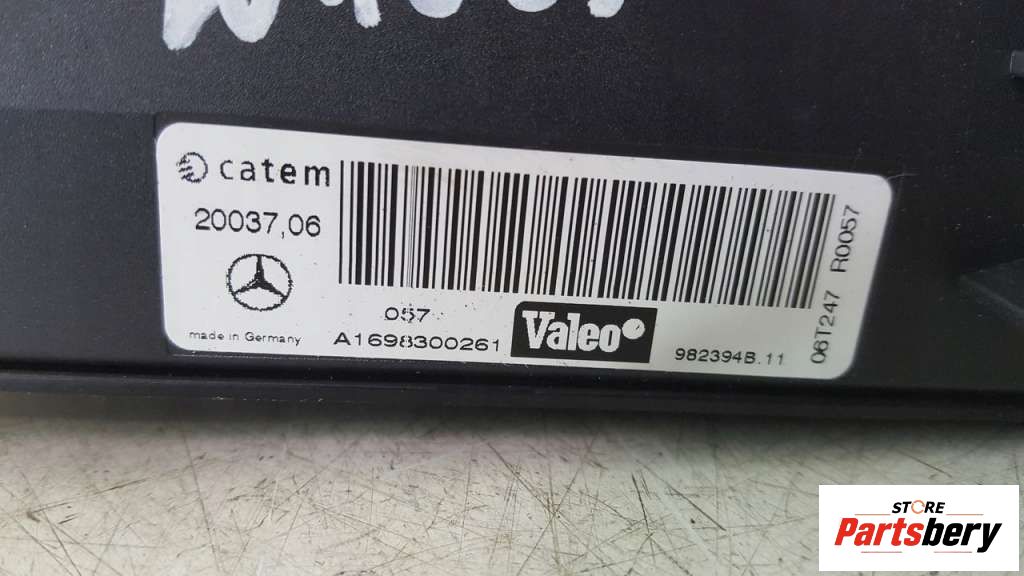 catem
20037,06
057
made in Germany
A1698300261
Valeo
982394B.11
06T247 R0057
STORE
Partsbery